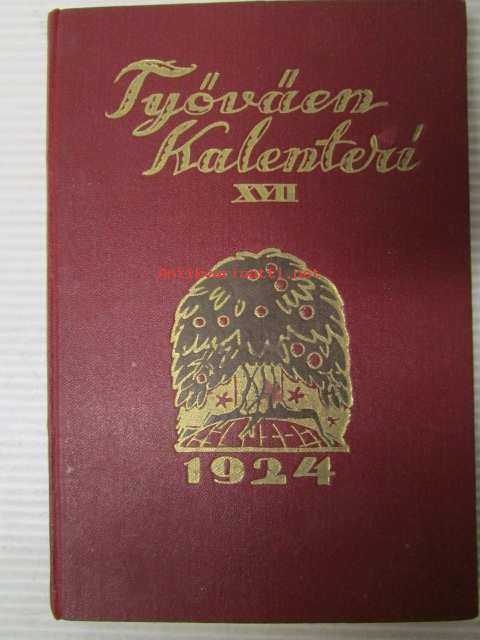 Työväen
Kalenteri
XVII
Antikvariaatti.net
1924